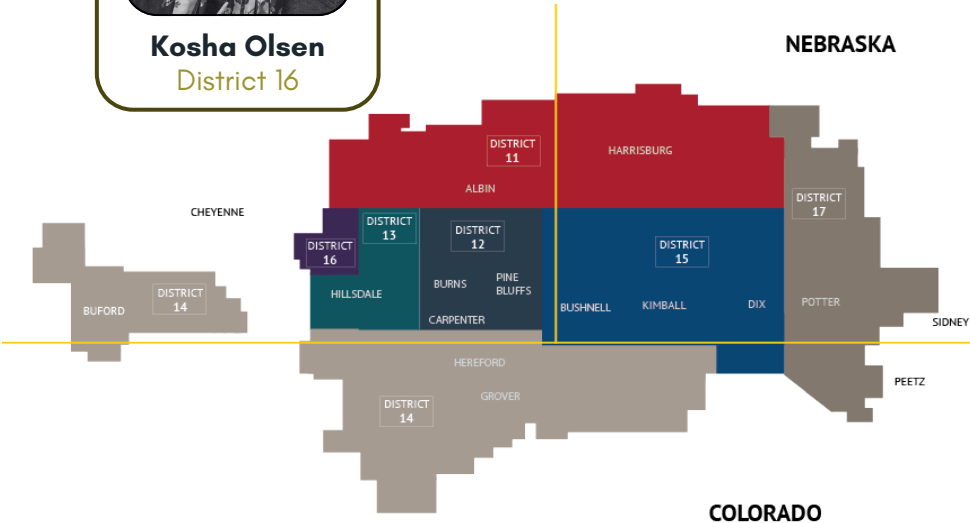 Kosha Olsen
District 16
NEBRASKA
DISTRICT
11
HARRISBURG
ALBIN
DISTRICT
17
CHEYENNE
DISTRICT
13
DISTRICT
12
DISTRICT
16
DISTRICT
15
BURNS
PINE
BLUFFS
HILLSDALE
BUFORD
DISTRICT
14
BUSHNELL
KIMBALL
DIX
POTTER
CARPENTER
SIDNEY
HEREFORD
PEETZ
GROVER
DISTRICT
14
COLORADO